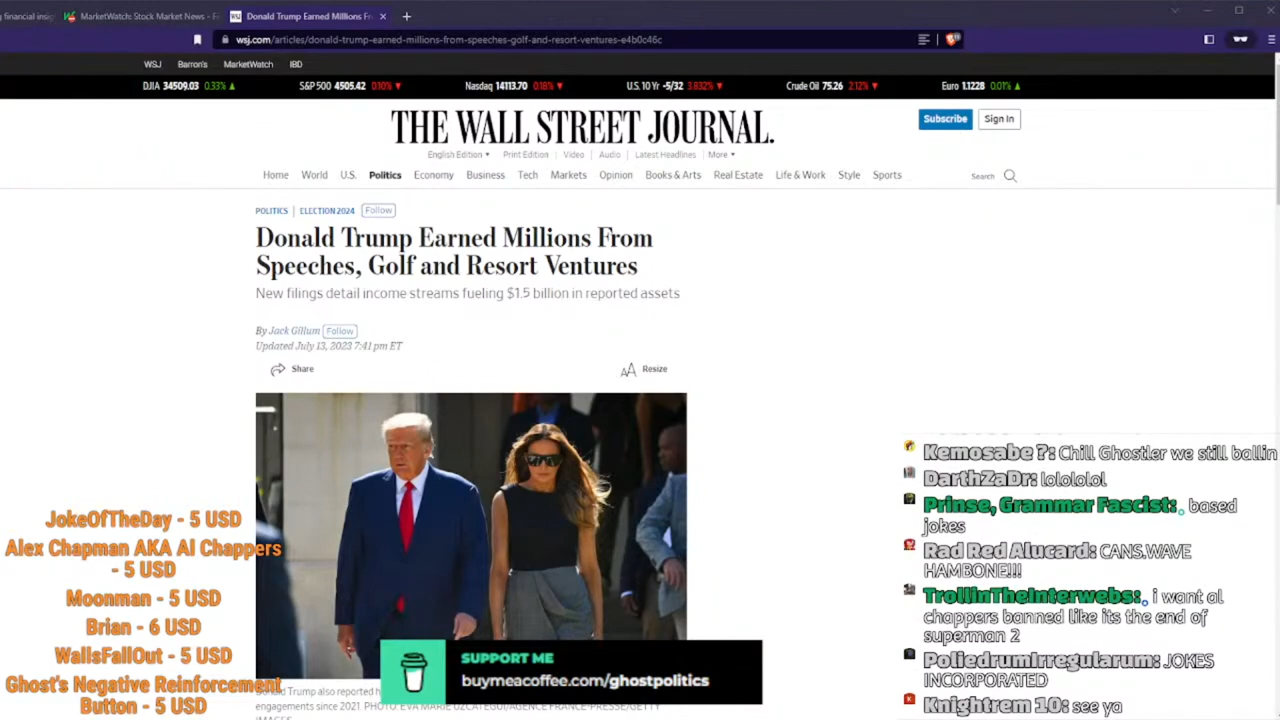 financial insig
MarketWatch: Stock Market News - Fi
WSJ Donald Trump Earned Millions Fr
wsj.com/articles/donald-trump-earned-millions-from-speeches-golf-and-resort-ventures-e4b0c46c
WSJ Barron's MarketWatch IBD
DJIA 34509.03 0.33% ▲ S&P 500 4505.42 0.10% ▼ Nasdaq 14113.70 0.18% ▼ U.S. 10 Yr -5/32 3.832% ▼ Crude Oil 75.26 2.12% ▼ Euro 1.1228 0.01% ▲
THE WALL STREET JOURNAL.
Subscribe Sign In
English Edition ▾ Print Edition Video Audio Latest Headlines More ▾
Home World U.S. Politics Economy Business Tech Markets Opinion Books & Arts Real Estate Life & Work Style Sports Search
POLITICS | ELECTION 2024 Follow
Donald Trump Earned Millions From
Speeches, Golf and Resort Ventures
New filings detail income streams fueling $1.5 billion in reported assets
By Jack Gillum Follow
Updated July 13, 2023 7:41 pm ET
Share AA Resize
Donald Trump also reported h
engagements since 2021. PHOTO: EVA MARIE UZCATEGUI/AGENCE FRANCE-PRESSE/GETTY
IMAGES
SUPPORT ME
buymeacoffee.com/ghostpolitics
JokeOfTheDay - 5 USD
Alex Chapman AKA Al Chappers
- 5 USD
Moonman - 5 USD
Brian - 6 USD
WallsFallOut - 5 USD
Ghost's Negative Reinforcement
Button - 5 USD
Kemosabe ?: Chill Ghostler we still ballin
DarthZaDr: lolololol
Prinse, Grammar Fascist: based
jokes
Rad Red Alucard: CANS,WAVE
HAMBONE!!!
TrollinTheInterwebs: i want al
chappers banned like its the end of
superman 2
PoliedrumIrregularum: JOKES
INCORPORATED
Knightrem 10: see ya